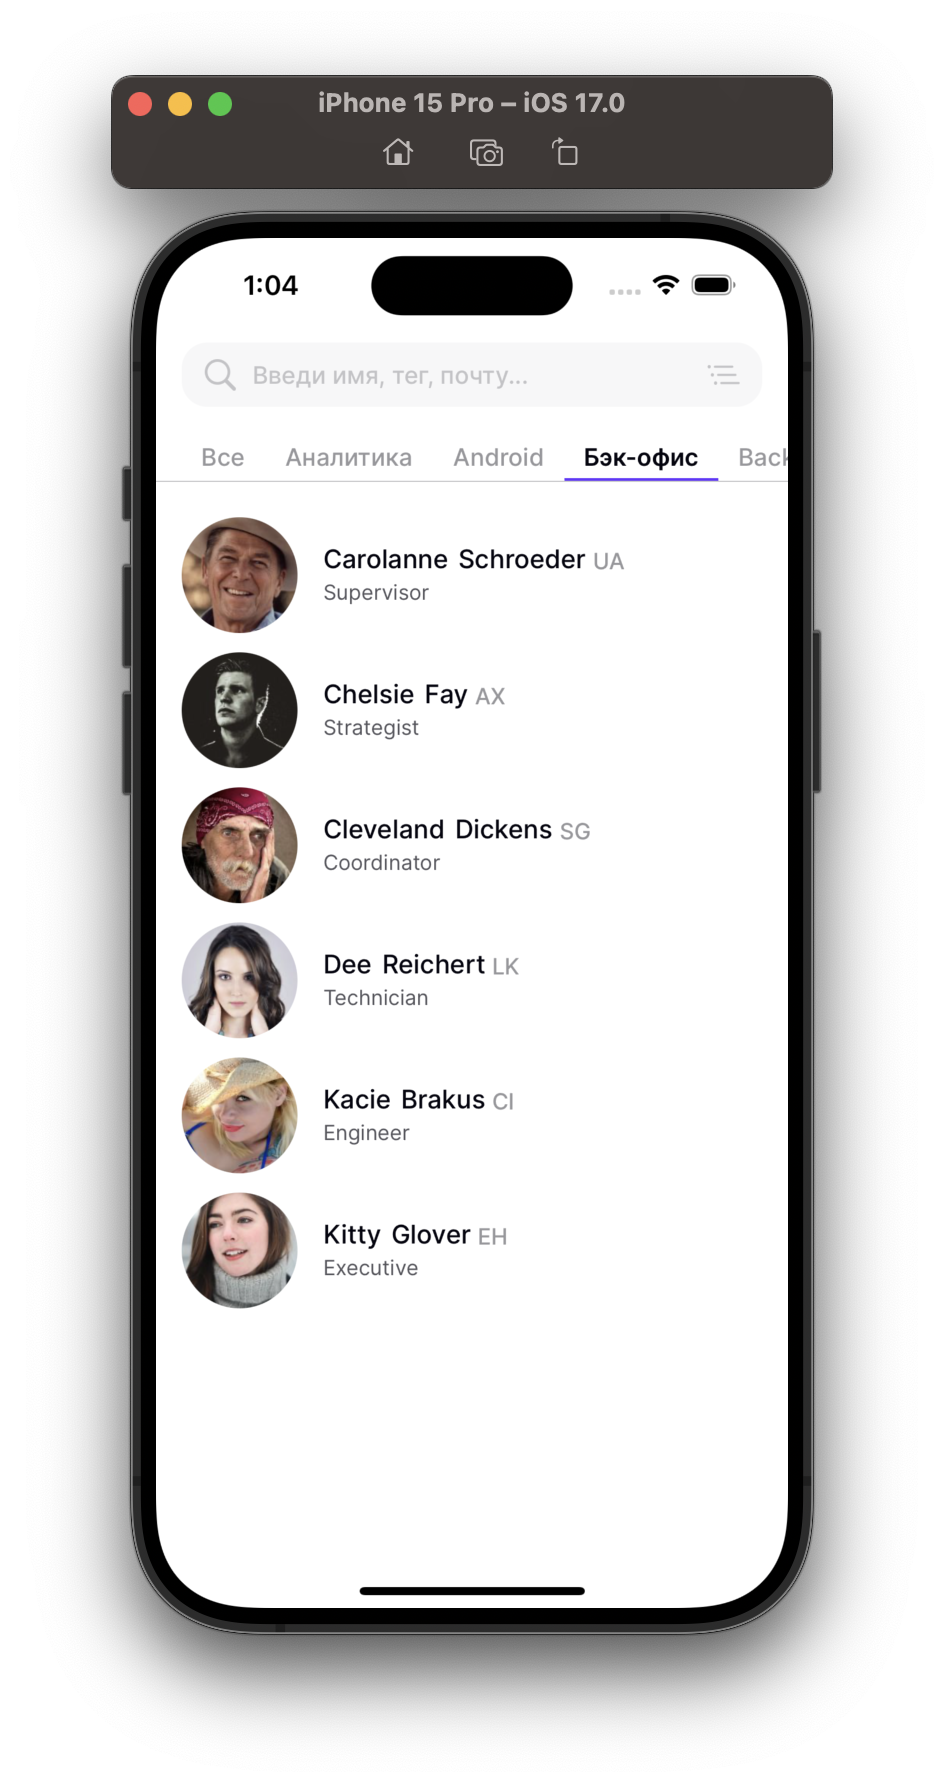 iPhone 15 Pro – iOS 17.0
1:04
Введи имя, тег, почту...
Все Аналитика Android Бэк-офис Back
Carolanne Schroeder UA
Supervisor
Chelsie Fay AX
Strategist
Cleveland Dickens SG
Coordinator
Dee Reichert LK
Technician
Kacie Brakus CI
Engineer
Kitty Glover EH
Executive